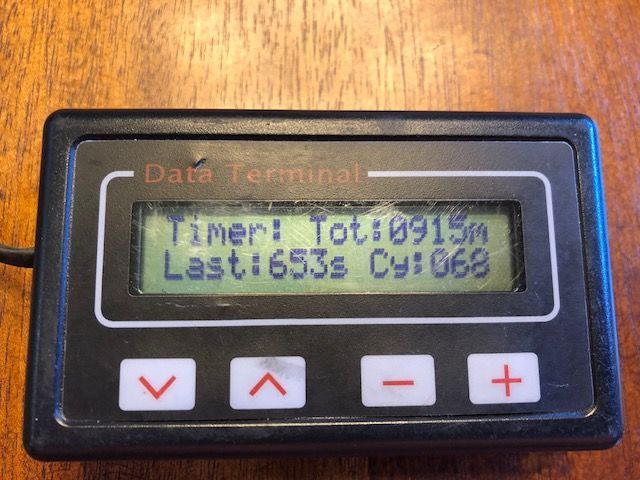 Data Terminal
Timer: Tot:0915m
Last:653s Cy:068